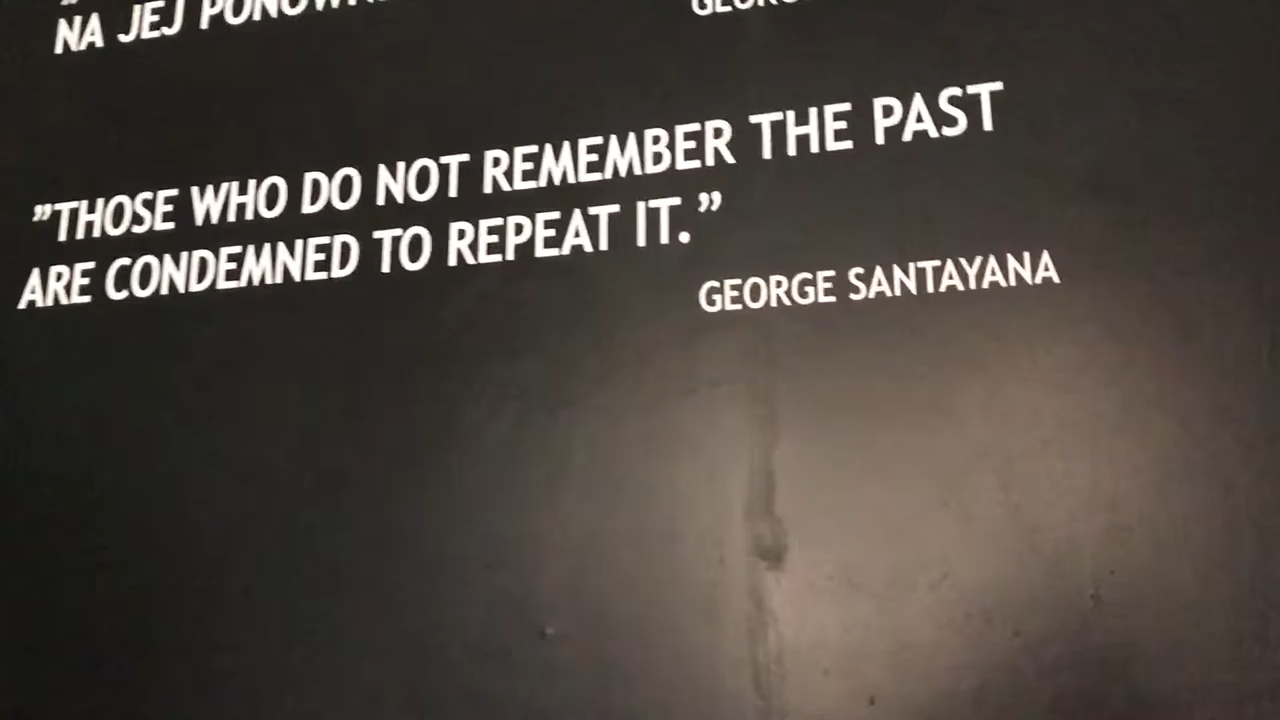 NA JEJ
”THOSE WHO DO NOT REMEMBER THE PAST
ARE CONDEMNED TO REPEAT IT.”
GEORGE SANTAYANA